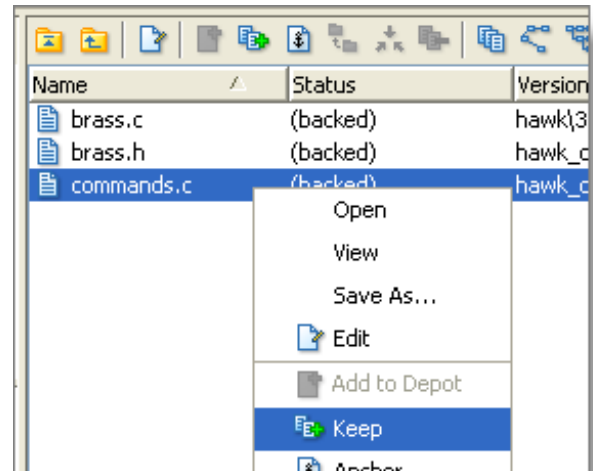 Name Status Version
brass.c (backed) hawk\3
brass.h (backed) hawk_c
commands.c (backed) hawk_c
Open
View
Save As...
Edit
Add to Depot
Keep
Anchor